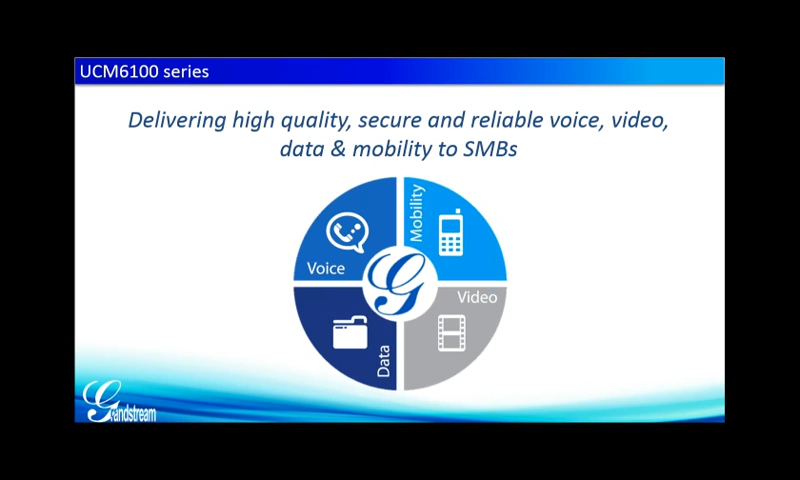 UCM6100 series
Delivering high quality, secure and reliable voice, video,
data & mobility to SMBs
Mobility
Voice
G
Video
Data
Grandstream